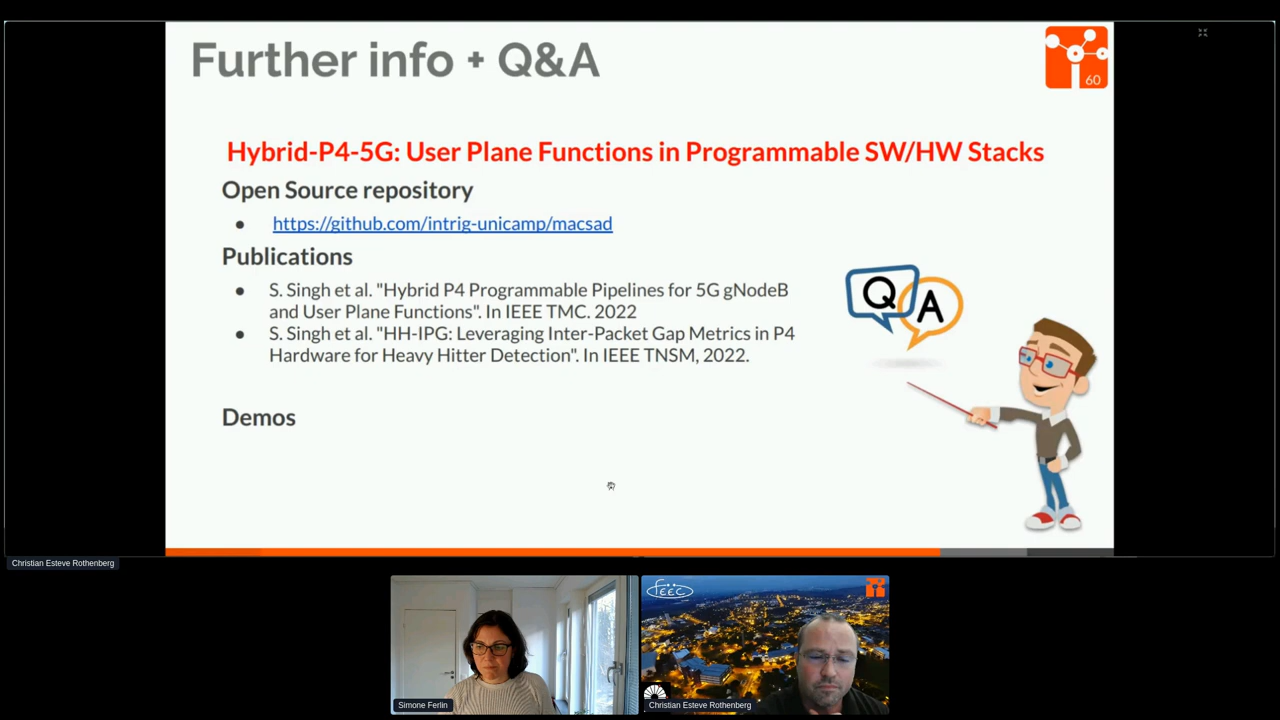 Further info + Q&A
60
Hybrid-P4-5G: User Plane Functions in Programmable SW/HW Stacks
Open Source repository
● https://github.com/intrig-unicamp/macsad
Publications
● S. Singh et al. "Hybrid P4 Programmable Pipelines for 5G gNodeB
and User Plane Functions". In IEEE TMC. 2022
● S. Singh et al. "HH-IPG: Leveraging Inter-Packet Gap Metrics in P4
Hardware for Heavy Hitter Detection". In IEEE TNSM, 2022.
Q A
Demos
Christian Esteve Rothenberg
FEEC
Simone Ferlin
Christian Esteve Rothenberg